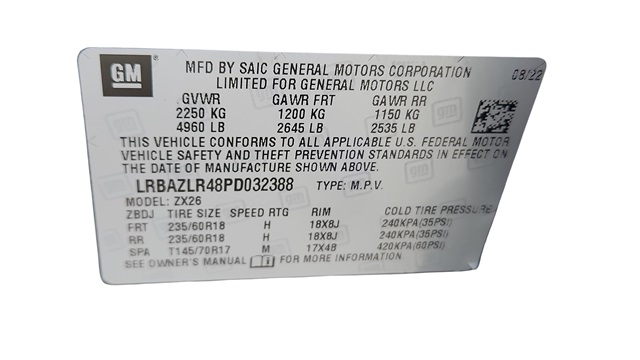 GM
MFD BY SAIC GENERAL MOTORS CORPORATION 08/22
LIMITED FOR GENERAL MOTORS LLC
GVWR GAWR FRT GAWR RR
2250 KG 1200 KG 1150 KG
4960 LB 2645 LB 2535 LB
THIS VEHICLE CONFORMS TO ALL APPLICABLE U.S. FEDERAL MOTOR
VEHICLE SAFETY AND THEFT PREVENTION STANDARDS IN EFFECT ON
THE DATE OF MANUFACTURE SHOWN ABOVE.
LRBAZLR48PD032388 TYPE: M.P.V.
MODEL: ZX26
ZBDJ TIRE SIZE SPEED RTG RIM COLD TIRE PRESSURE
FRT 235/60R18 H 18X8J 240KPA(35PSI)
RR 235/60R18 H 18X8J 240KPA(35PSI)
SPA T145/70R17 M 17X4B 420KPA(60PSI)
SEE OWNER'S MANUAL FOR MORE INFORMATION